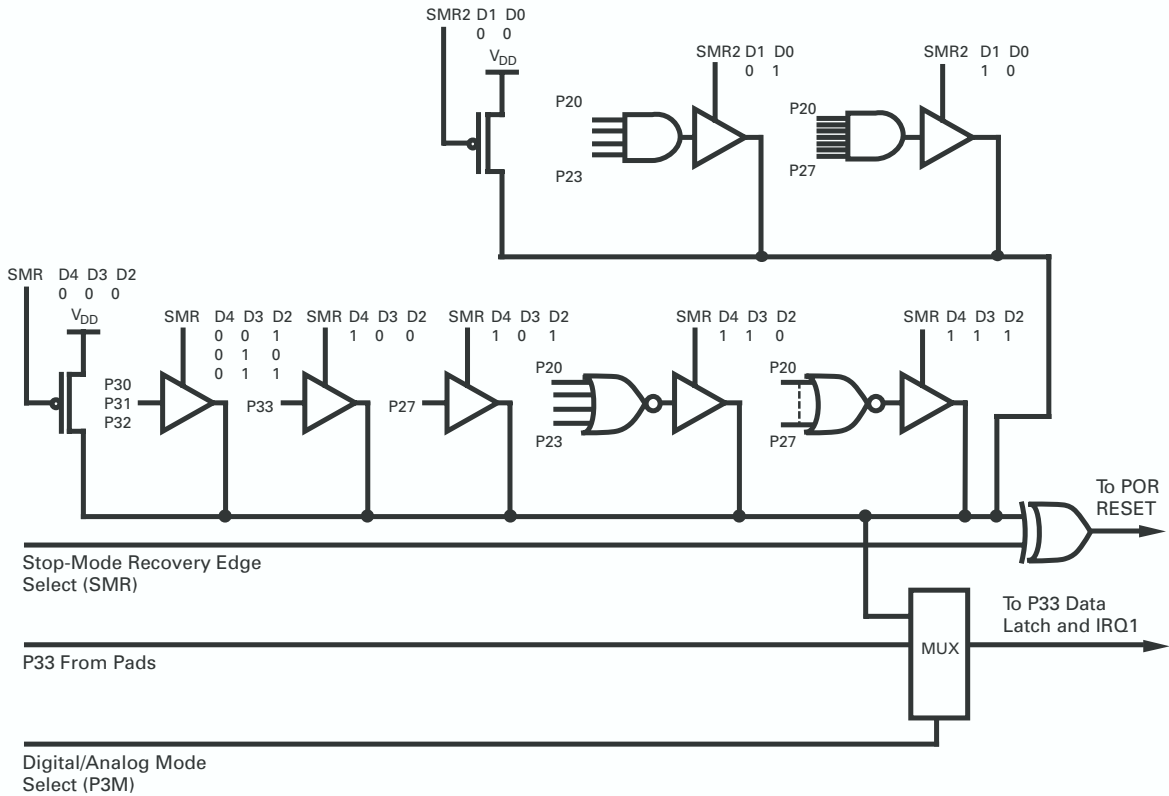 SMR2 D1 D0
0 0
VDD
SMR2 D1 D0
0 1
SMR2 D1 D0
1 0
P20
P23
P20
P27
SMR D4 D3 D2
0 0 0
VDD
SMR D4 D3 D2
0 0 1
0 1 0
0 1 1
SMR D4 D3 D2
1 0 0
SMR D4 D3 D2
1 0 1
SMR D4 D3 D2
1 1 0
SMR D4 D3 D2
1 1 1
P30
P31
P32
P33
P27
P20
P23
P20
P27
To POR
RESET
Stop-Mode Recovery Edge
Select (SMR)
To P33 Data
Latch and IRQ1
MUX
P33 From Pads
Digital/Analog Mode
Select (P3M)